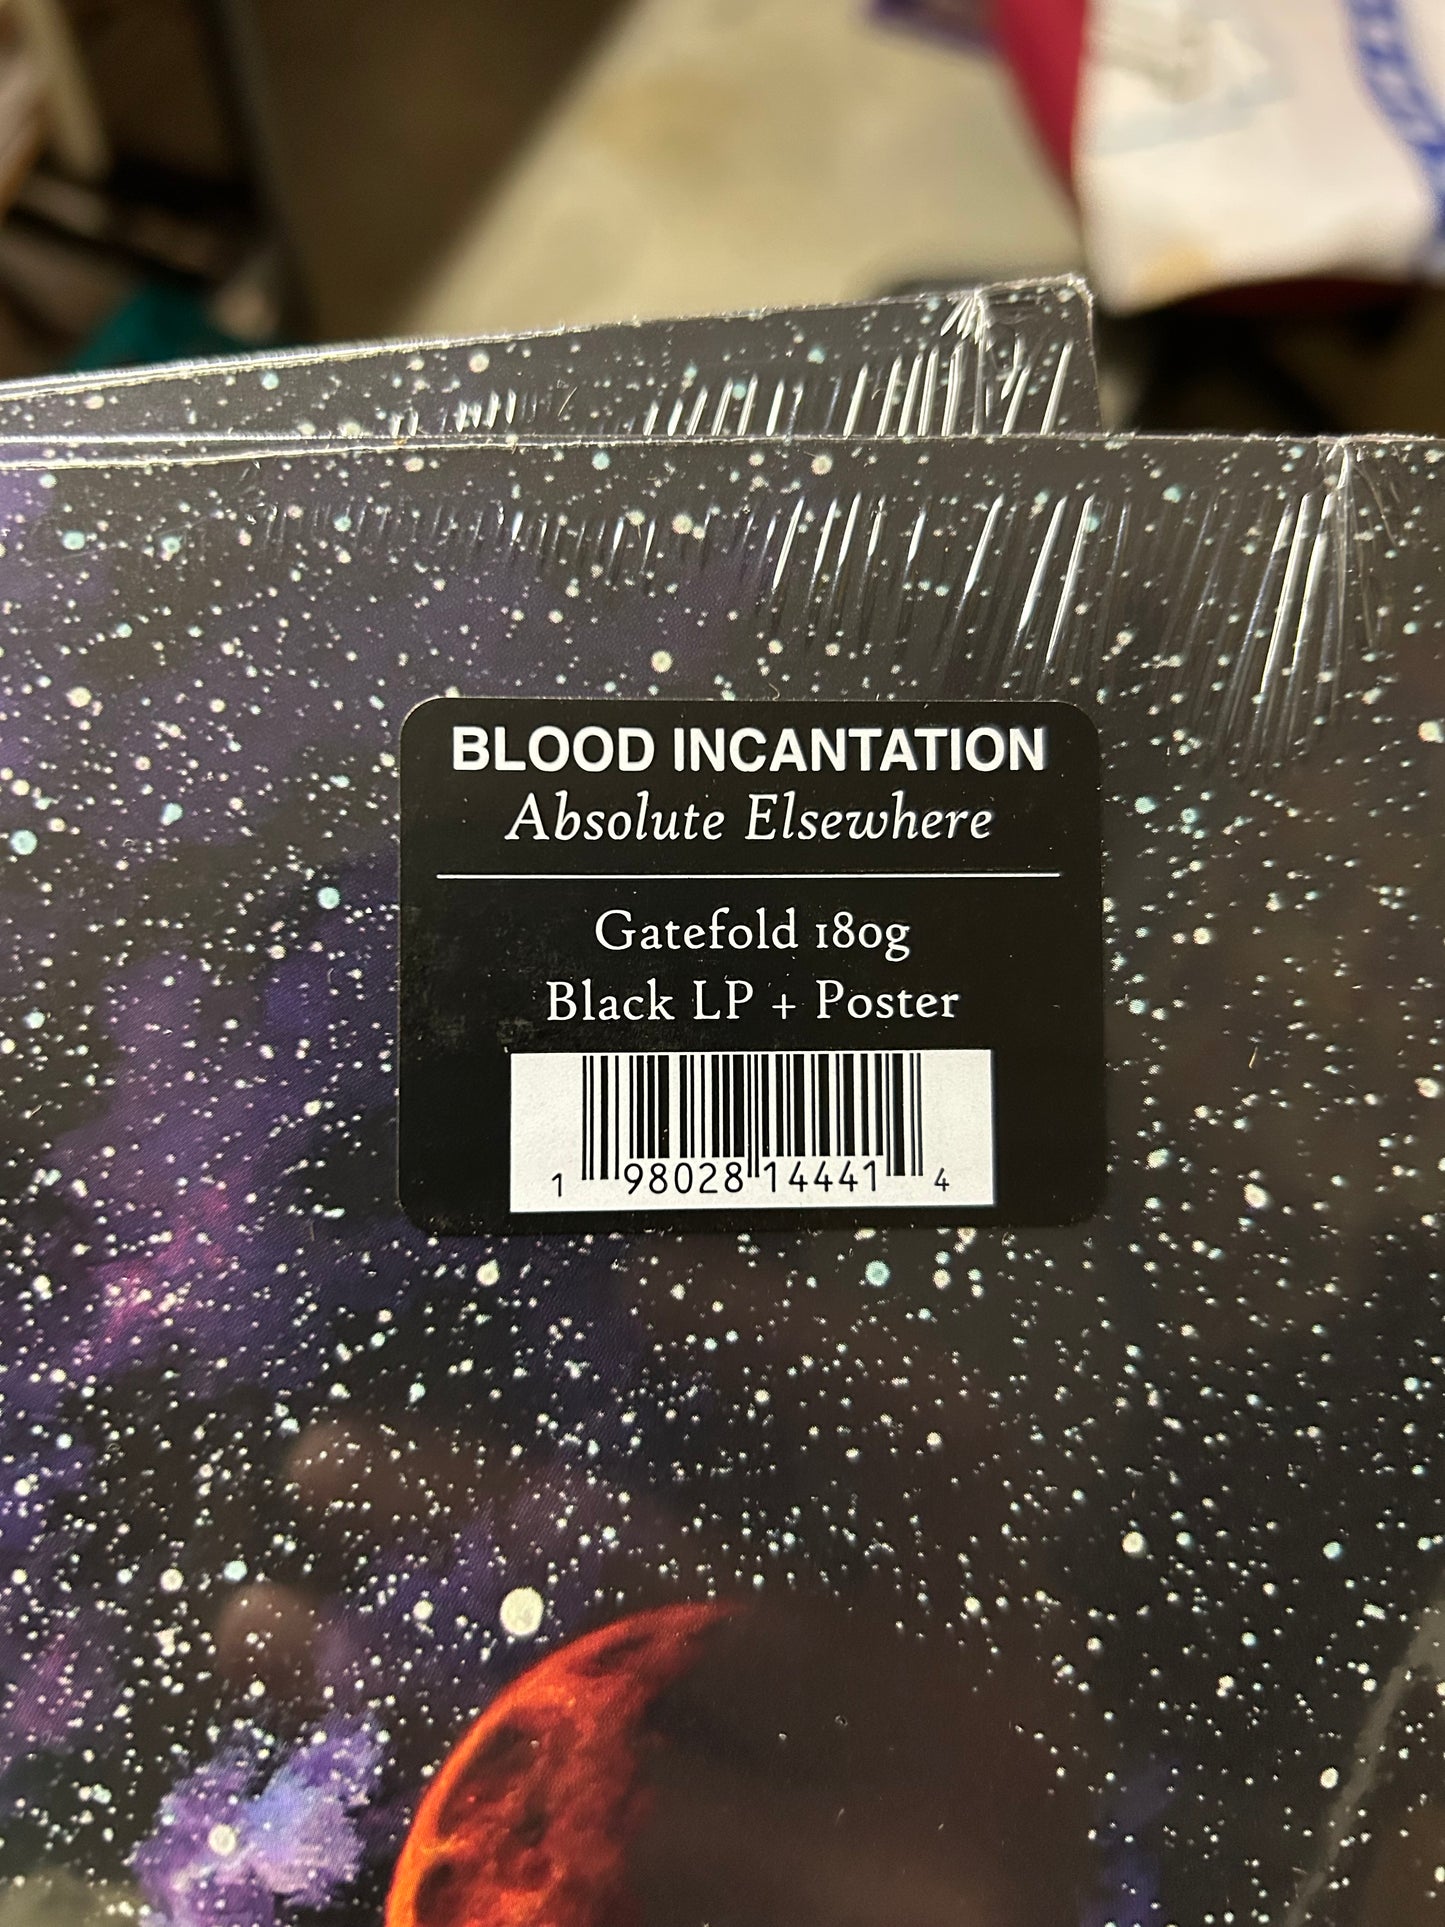 BLOOD INCANTATION
Absolute Elsewhere
Gatefold 180g
Black LP + Poster
1 98028 14441 4